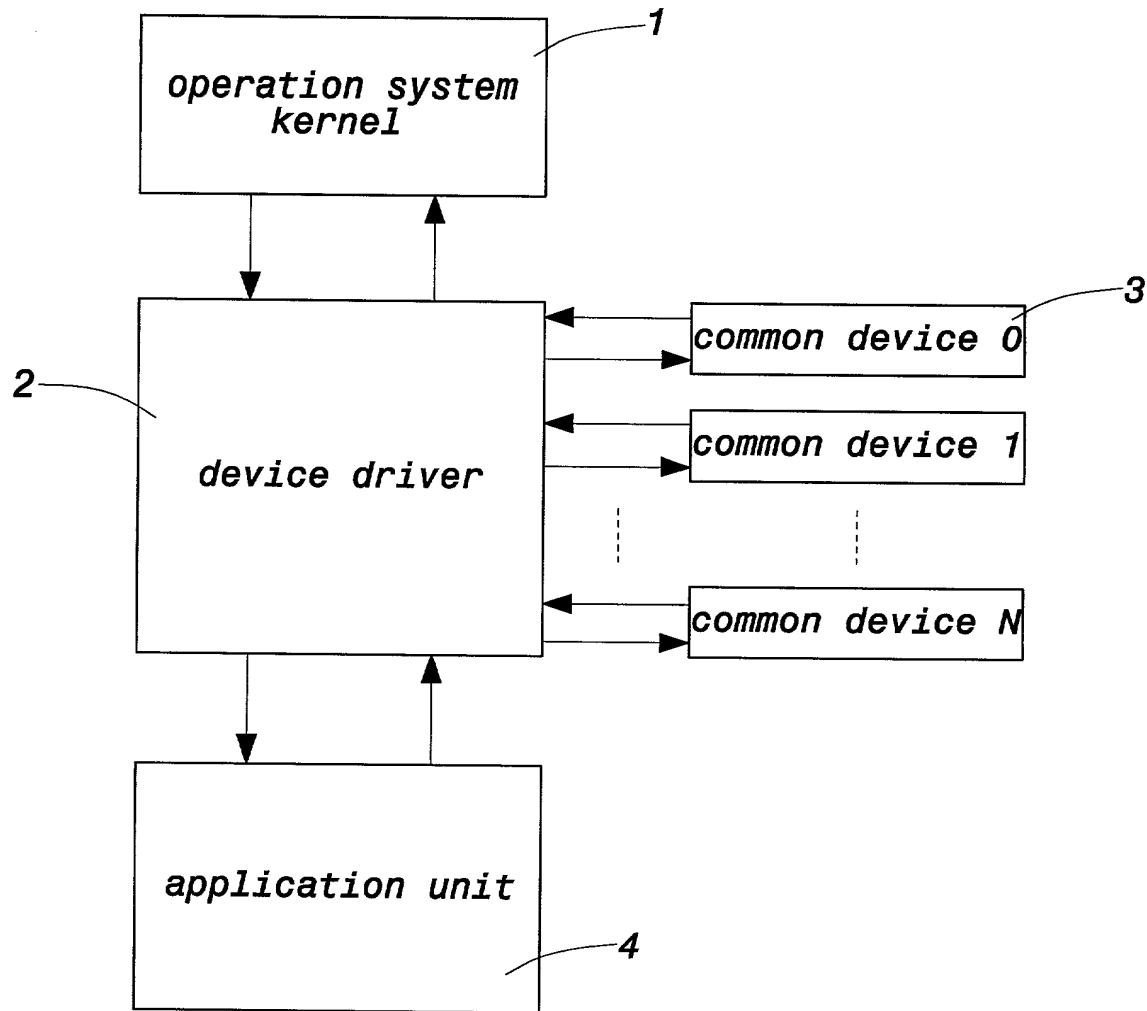 1
operation system
kernel
3
common device 0
2
common device 1
device driver
common device N
application unit
4